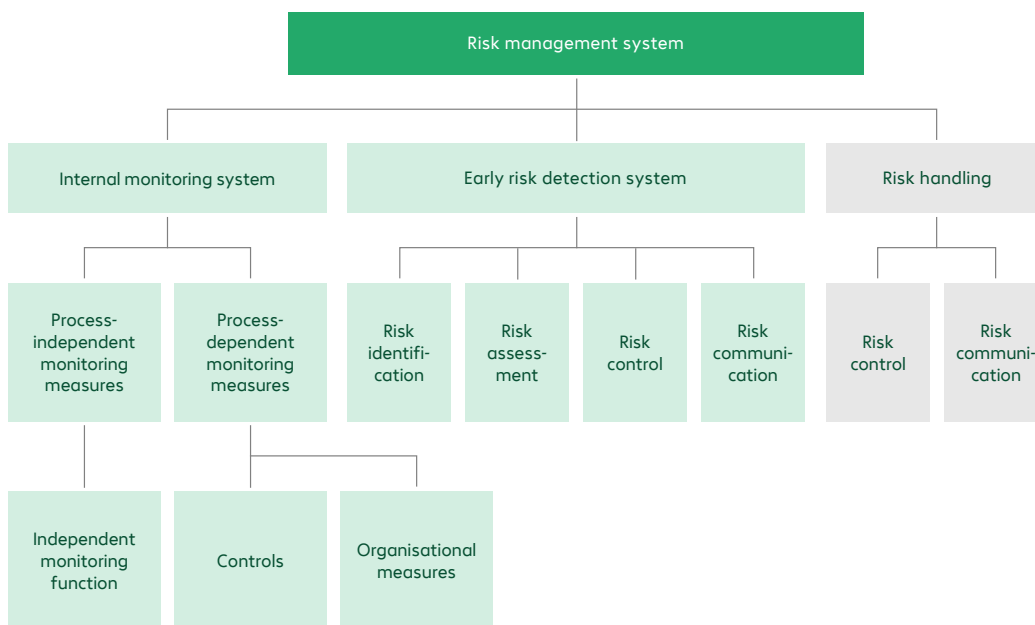 Risk management system
Internal monitoring system
Early risk detection system
Risk handling
Process-
independent
monitoring
measures
Process-
dependent
monitoring
measures
Risk
identifi-
cation
Risk
assess-
ment
Risk
control
Risk
communi-
cation
Risk
control
Risk
communi-
cation
Independent
monitoring
function
Controls
Organisational
measures